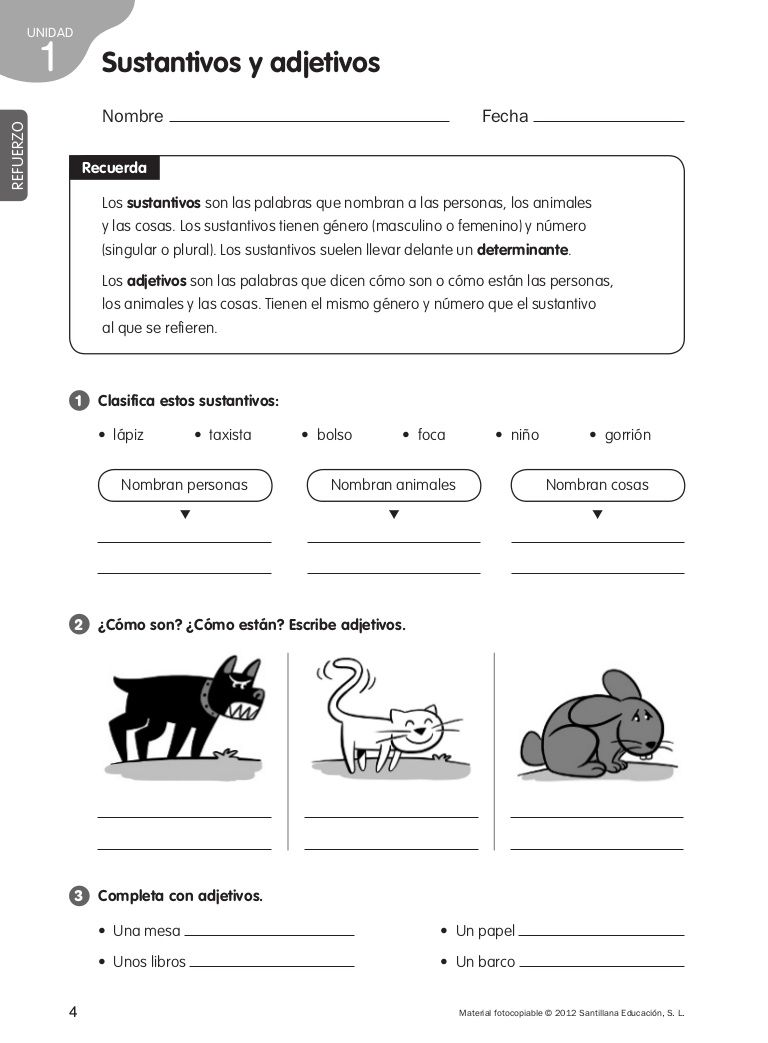 UNIDAD
1
Sustantivos y adjetivos
REFUERZO
Nombre
Fecha
Recuerda
Los sustantivos son las palabras que nombran a las personas, los animales
y las cosas. Los sustantivos tienen género (masculino o femenino) y número
(singular o plural). Los sustantivos suelen llevar delante un determinante.
Los adjetivos son las palabras que dicen cómo son o cómo están las personas,
los animales y las cosas. Tienen el mismo género y número que el sustantivo
al que se refieren.
1 Clasifica estos sustantivos:
• lápiz • taxista • bolso • foca • niño • gorrión
Nombran personas Nombran animales Nombran cosas
2 ¿Cómo son? ¿Cómo están? Escribe adjetivos.
3 Completa con adjetivos.
• Una mesa • Un papel
• Unos libros • Un barco
4
Material fotocopiable © 2012 Santillana Educación, S. L.